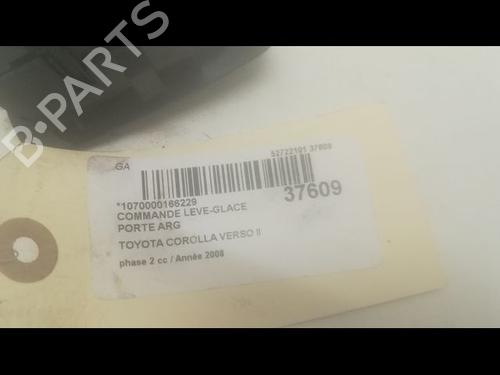 B-PARTS
GA
52722101 37609
*1070000166229
37609
COMMANDE LEVE-GLACE
PORTE ARG
TOYOTA COROLLA VERSO II
phase 2 cc / Année 2008